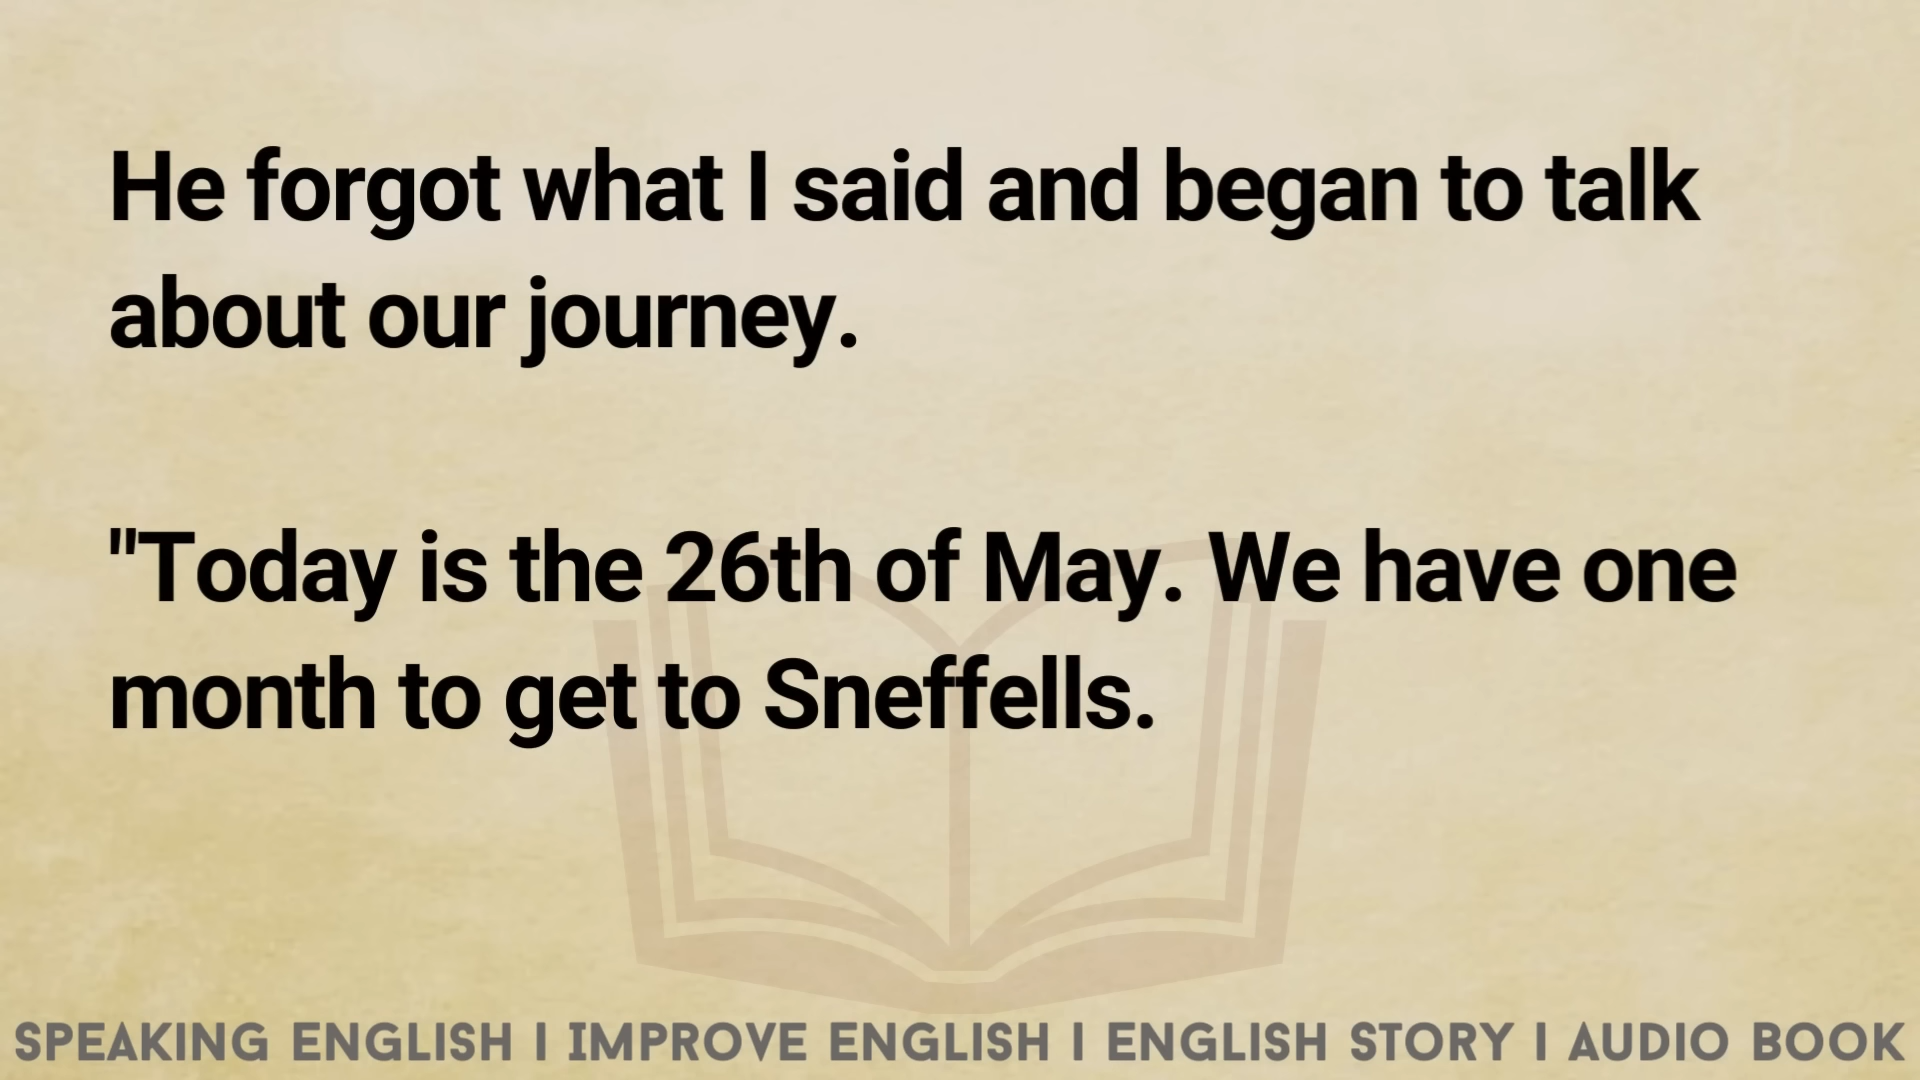 He forgot what I said and began to talk
about our journey.
"Today is the 26th of May. We have one
month to get to Sneffells.
SPEAKING ENGLISH I IMPROVE ENGLISH I ENGLISH STORY I AUDIO BOOK